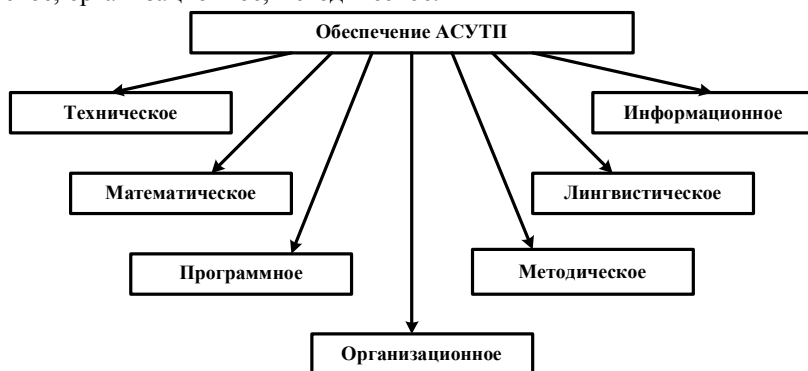 Обеспечение АСУТП
Техническое
Информационное
Математическое
Лингвистическое
Программное
Методическое
Организационное